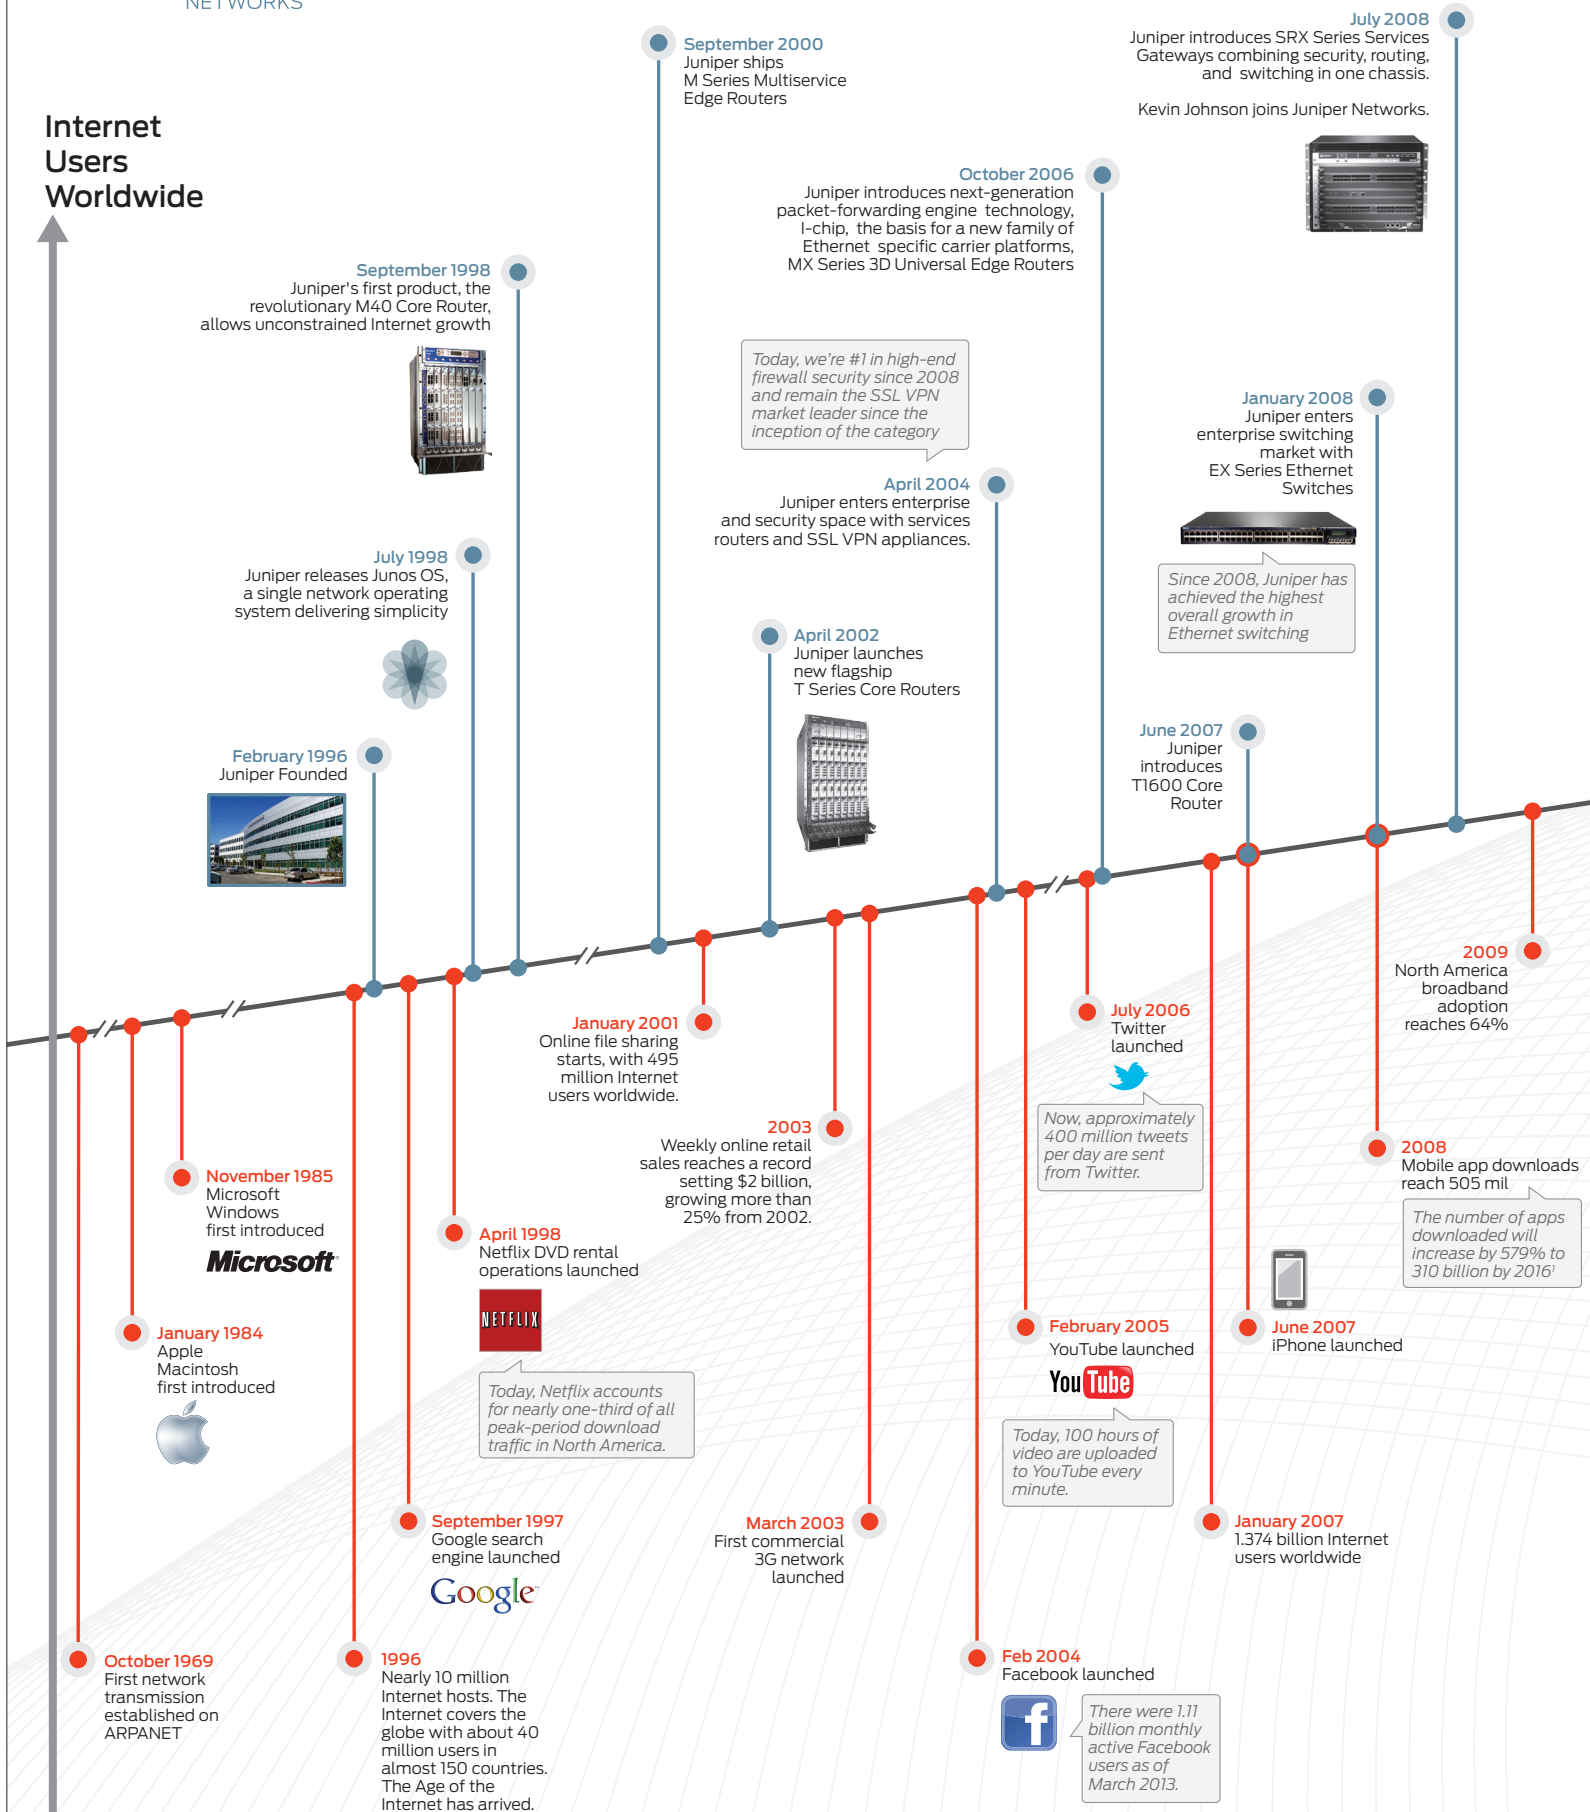 NETWORKS
Internet
Users
Worldwide
September 2000
Juniper ships
M Series Multiservice
Edge Routers
July 2008
Juniper introduces SRX Series Services
Gateways combining security, routing,
and switching in one chassis.
Kevin Johnson joins Juniper Networks.
October 2006
Juniper introduces next-generation
packet-forwarding engine technology,
I-chip, the basis for a new family of
Ethernet specific carrier platforms,
MX Series 3D Universal Edge Routers
September 1998
Juniper's first product, the
revolutionary M40 Core Router,
allows unconstrained Internet growth
Today, we're #1 in high-end
firewall security since 2008
and remain the SSL VPN
market leader since the
inception of the category
April 2004
Juniper enters enterprise
and security space with services
routers and SSL VPN appliances.
January 2008
Juniper enters
enterprise switching
market with
EX Series Ethernet
Switches
Since 2008, Juniper has
achieved the highest
overall growth in
Ethernet switching
July 1998
Juniper releases Junos OS,
a single network operating
system delivering simplicity
April 2002
Juniper launches
new flagship
T Series Core Routers
February 1996
Juniper Founded
June 2007
Juniper
introduces
T1600 Core
Router
2009
North America
broadband
adoption
reaches 64%
January 2001
Online file sharing
starts, with 495
million Internet
users worldwide.
July 2006
Twitter
launched
Now, approximately
400 million tweets
per day are sent
from Twitter.
2003
Weekly online retail
sales reaches a record
setting $2 billion,
growing more than
25% from 2002.
2008
Mobile app downloads
reach 505 mil
The number of apps
downloaded will
increase by 579% to
310 billion by 2016¹
November 1985
Microsoft
Windows
first introduced
Microsoft
April 1998
Netflix DVD rental
operations launched
NETFLIX
Today, Netflix accounts
for nearly one-third of all
peak-period download
traffic in North America.
January 1984
Apple
Macintosh
first introduced
February 2005
YouTube launched
You Tube
Today, 100 hours of
video are uploaded
to YouTube every
minute.
June 2007
iPhone launched
September 1997
Google search
engine launched
Google™
March 2003
First commercial
3G network
launched
January 2007
1.374 billion Internet
users worldwide
October 1969
First network
transmission
established on
ARPANET
1996
Nearly 10 million
Internet hosts. The
Internet covers the
globe with about 40
million users in
almost 150 countries.
The Age of the
Internet has arrived.
Feb 2004
Facebook launched
f
There were 1.11
billion monthly
active Facebook
users as of
March 2013.